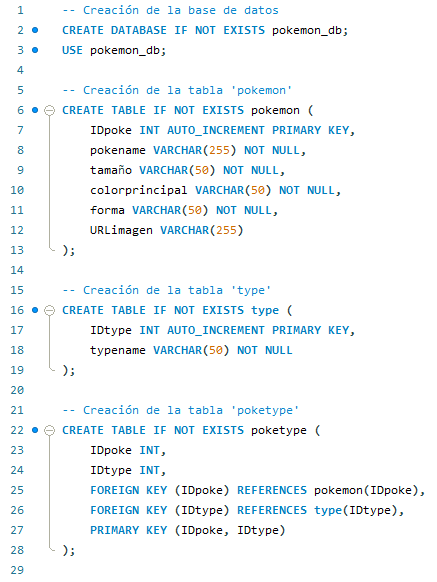 1 -- Creación de la base de datos
2 CREATE DATABASE IF NOT EXISTS pokemon_db;
3 USE pokemon_db;
4
5 -- Creación de la tabla 'pokemon'
6 CREATE TABLE IF NOT EXISTS pokemon (
7 IDpoke INT AUTO_INCREMENT PRIMARY KEY,
8 pokename VARCHAR(255) NOT NULL,
9 tamaño VARCHAR(50) NOT NULL,
10 colorprincipal VARCHAR(50) NOT NULL,
11 forma VARCHAR(50) NOT NULL,
12 URLimagen VARCHAR(255)
13 );
14
15 -- Creación de la tabla 'type'
16 CREATE TABLE IF NOT EXISTS type (
17 IDtype INT AUTO_INCREMENT PRIMARY KEY,
18 typename VARCHAR(50) NOT NULL
19 );
20
21 -- Creación de la tabla 'poketype'
22 CREATE TABLE IF NOT EXISTS poketype (
23 IDpoke INT,
24 IDtype INT,
25 FOREIGN KEY (IDpoke) REFERENCES pokemon(IDpoke),
26 FOREIGN KEY (IDtype) REFERENCES type(IDtype),
27 PRIMARY KEY (IDpoke, IDtype)
28 );
29